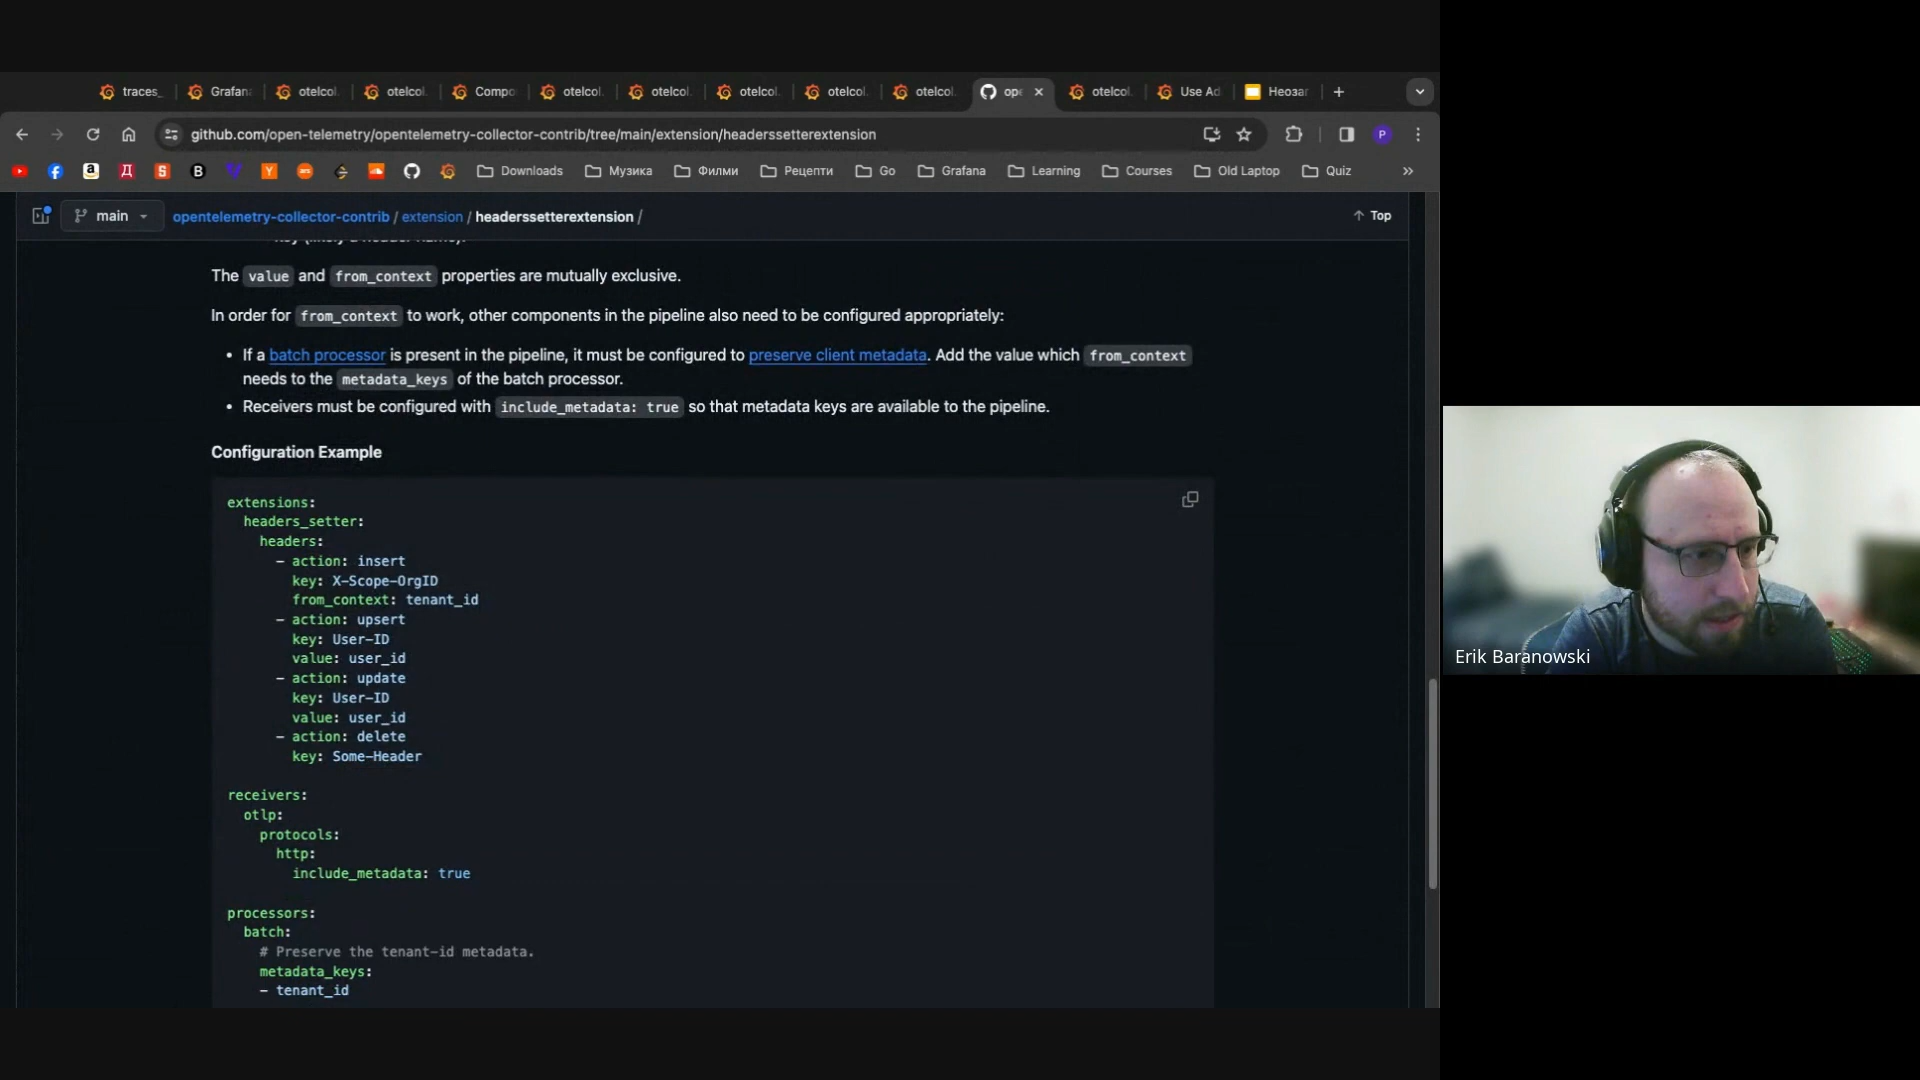 traces_
Grafana
otelcol.
otelcol.
Compo
otelcol.
otelcol.
otelcol.
otelcol.
otelcol.
ope
otelcol.
Use Ad
Неозаг
github.com/open-telemetry/opentelemetry-collector-contrib/tree/main/extension/headerssetterextension
P
Downloads
Музика
Филми
Рецепти
Go
Grafana
Learning
Courses
Old Laptop
Quiz
main
opentelemetry-collector-contrib / extension / headerssetterextension /
Top
The value and from_context properties are mutually exclusive.
In order for from_context to work, other components in the pipeline also need to be configured appropriately:
• If a batch processor is present in the pipeline, it must be configured to preserve client metadata. Add the value which from_context
needs to the metadata_keys of the batch processor.
• Receivers must be configured with include_metadata: true so that metadata keys are available to the pipeline.
Configuration Example
extensions:
headers_setter:
headers:
- action: insert
key: X-Scope-OrgID
from_context: tenant_id
- action: upsert
key: User-ID
value: user_id
- action: update
key: User-ID
value: user_id
- action: delete
key: Some-Header
receivers:
otlp:
protocols:
http:
include_metadata: true
processors:
batch:
# Preserve the tenant-id metadata.
metadata_keys:
- tenant_id
Erik Baranowski